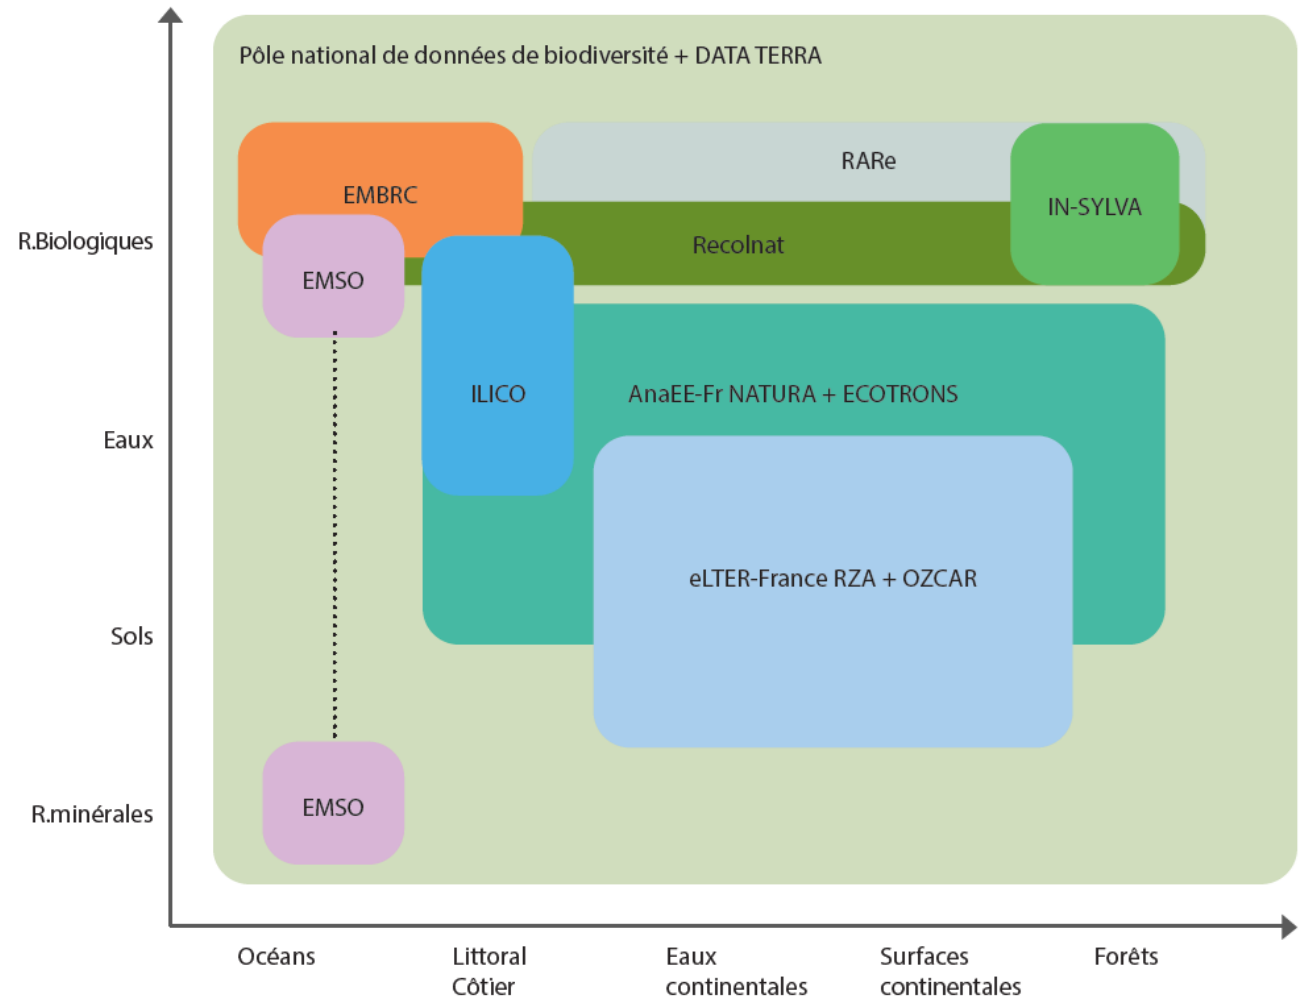 Pôle national de données de biodiversité + DATA TERRA
RARe
EMBRC
IN-SYLVA
R.Biologiques
Recolnat
EMSO
ILICO
AnaEE-Fr NATURA + ECOTRONS
Eaux
eLTER-France RZA + OZCAR
Sols
EMSO
R.minérales
Océans
Littoral
Côtier
Eaux
continentales
Surfaces
continentales
Forêts